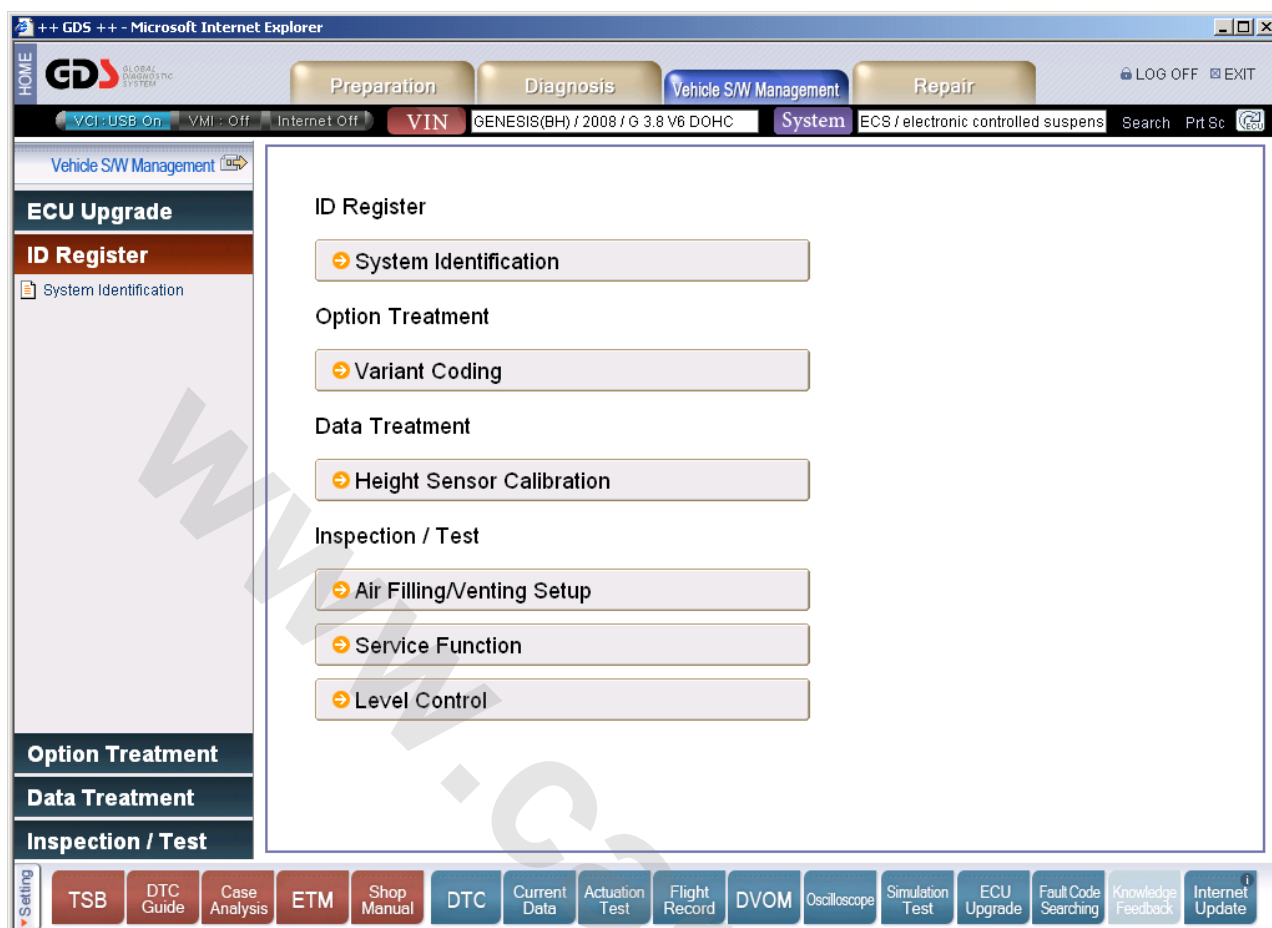 ++ GDS ++ - Microsoft Internet Explorer
HOME
GDS GLOBAL DIAGNOSTIC SYSTEM
Preparation Diagnosis Vehicle S/W Management Repair
LOG OFF EXIT
VCI : USB On VMI : Off Internet Off VIN GENESIS(BH) / 2008 / G 3.8 V6 DOHC System ECS / electronic controlled suspens Search Prt Sc ECU
Vehicle S/W Management
ECU Upgrade
ID Register
System Identification
Option Treatment
Data Treatment
Inspection / Test
ID Register
System Identification
Option Treatment
Variant Coding
Data Treatment
Height Sensor Calibration
Inspection / Test
Air Filling/Venting Setup
Service Function
Level Control
www.ca
Setting
TSB
DTC Guide
Case Analysis
ETM
Shop Manual
DTC
Current Data
Actuation Test
Flight Record
DVOM
Oscilloscope
Simulation Test
ECU Upgrade
Fault Code Searching
Knowledge Feedback
Internet Update